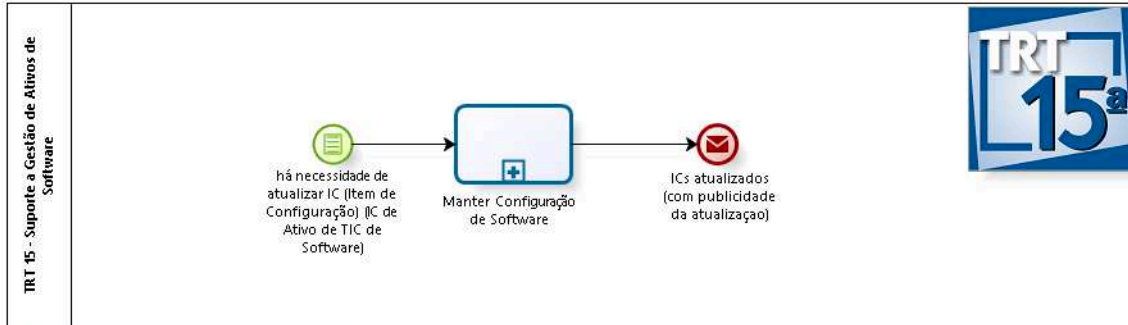 TRT 15 - Suporte a Gestão de Ativos de
Software
há necessidade de
atualizar IC (Item de
Configuração) (IC de
Ativo de TIC de
Software)
Manter Configuração
de Software
ICs atualizados
(com publicidade
da atualizaçao)
TRT
15ª